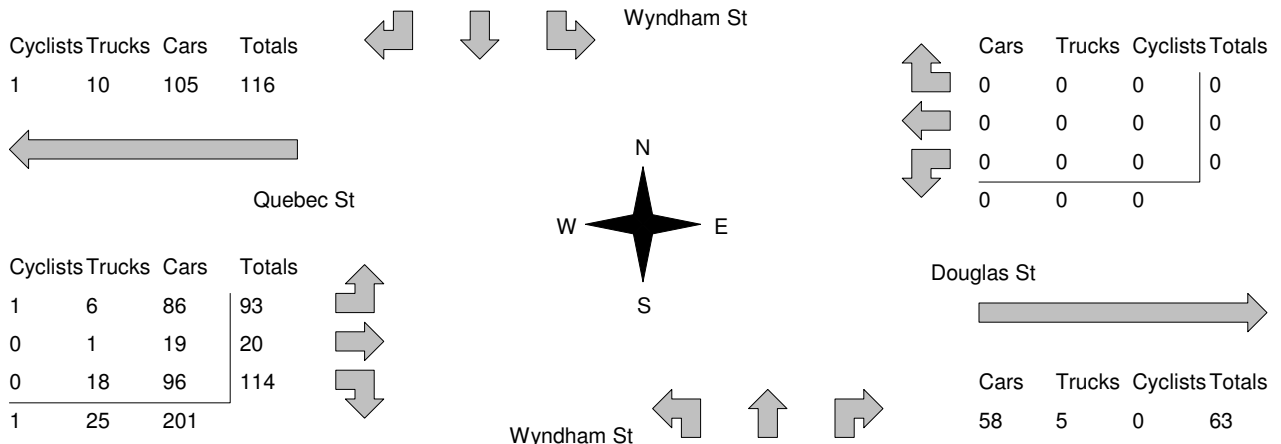 Wyndham St
Cyclists Trucks Cars Totals
1 10 105 116
Cars Trucks Cyclists Totals
0 0 0 0
0 0 0 0
0 0 0 0
0 0 0
Quebec St
N
W E
S
Cyclists Trucks Cars Totals
1 6 86 93
0 1 19 20
0 18 96 114
1 25 201
Douglas St
Cars Trucks Cyclists Totals
58 5 0 63
Wyndham St